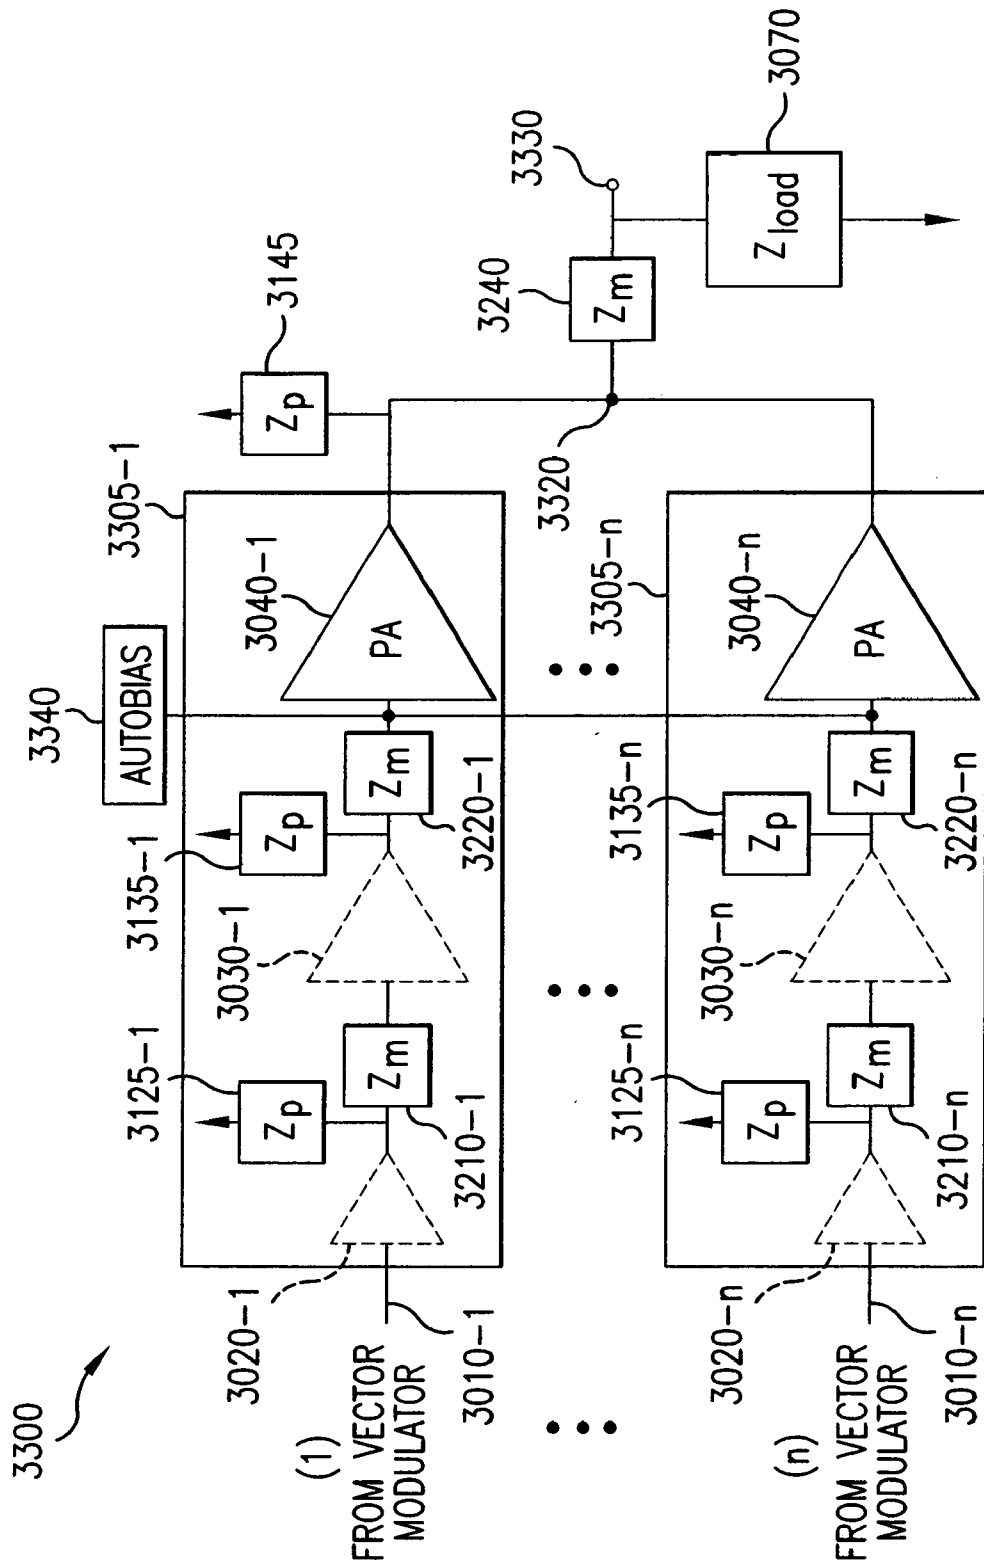 3300
3340
AUTOBIAS
3305-1
3145
Zp
3125-1
Zp
3135-1
Zp
3040-1
PA
3020-1
3210-1
Zm
3030-1
3220-1
Zm
3010-1
(1)
FROM VECTOR
MODULATOR
3320
3240
Zm
3330
Zload
3070
3305-n
3125-n
Zp
3135-n
Zp
3040-n
PA
3020-n
3210-n
Zm
3030-n
3220-n
Zm
3010-n
(n)
FROM VECTOR
MODULATOR